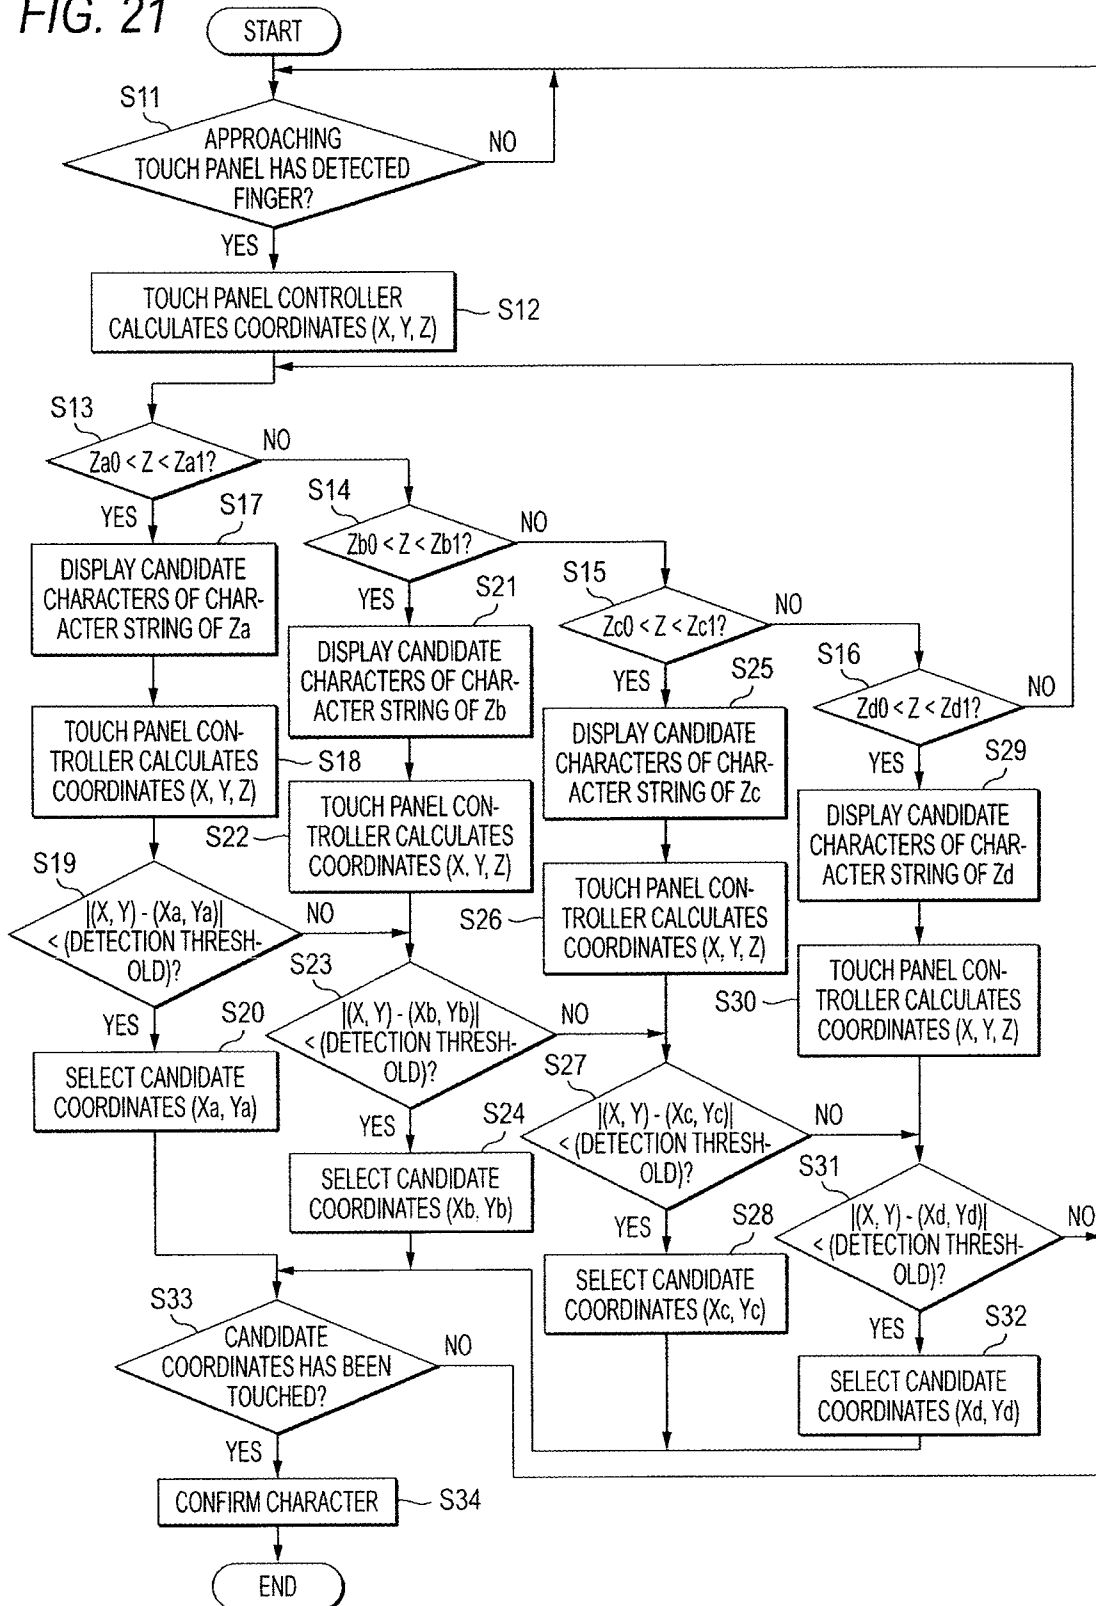 FIG. 21
START
S11
APPROACHING
TOUCH PANEL HAS DETECTED
FINGER?
NO
YES
TOUCH PANEL CONTROLLER
CALCULATES COORDINATES (X, Y, Z)
S12
S13
Za0 < Z < Za1?
NO
YES
S14
Zb0 < Z < Zb1?
NO
YES
S15
Zc0 < Z < Zc1?
NO
YES
S16
Zd0 < Z < Zd1?
NO
YES
S17
DISPLAY CANDIDATE
CHARACTERS OF CHAR-
ACTER STRING OF Za
TOUCH PANEL CON-
TROLLER CALCULATES
COORDINATES (X, Y, Z)
S18
S19
|(X, Y) - (Xa, Ya)|
< (DETECTION THRESH-
OLD)?
NO
YES
S20
SELECT CANDIDATE
COORDINATES (Xa, Ya)
S21
DISPLAY CANDIDATE
CHARACTERS OF CHAR-
ACTER STRING OF Zb
S22
TOUCH PANEL CON-
TROLLER CALCULATES
COORDINATES (X, Y, Z)
S23
|(X, Y) - (Xb, Yb)|
< (DETECTION THRESH-
OLD)?
NO
YES
S24
SELECT CANDIDATE
COORDINATES (Xb, Yb)
S25
DISPLAY CANDIDATE
CHARACTERS OF CHAR-
ACTER STRING OF Zc
S26
TOUCH PANEL CON-
TROLLER CALCULATES
COORDINATES (X, Y, Z)
S27
|(X, Y) - (Xc, Yc)|
< (DETECTION THRESH-
OLD)?
NO
YES
S28
SELECT CANDIDATE
COORDINATES (Xc, Yc)
S29
DISPLAY CANDIDATE
CHARACTERS OF CHAR-
ACTER STRING OF Zd
S30
TOUCH PANEL CON-
TROLLER CALCULATES
COORDINATES (X, Y, Z)
S31
|(X, Y) - (Xd, Yd)|
< (DETECTION THRESH-
OLD)?
NO
YES
S32
SELECT CANDIDATE
COORDINATES (Xd, Yd)
S33
CANDIDATE
COORDINATES HAS BEEN
TOUCHED?
NO
YES
CONFIRM CHARACTER
S34
END